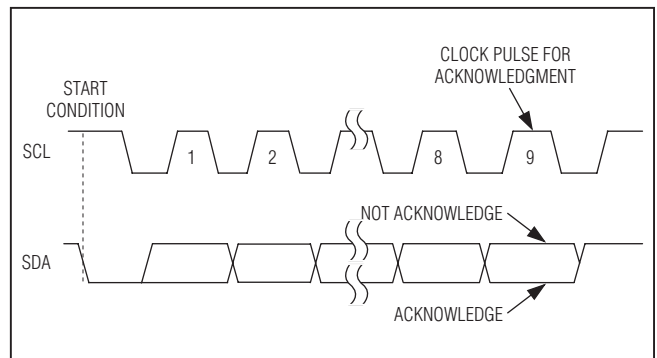 CLOCK PULSE FOR
ACKNOWLEDGMENT
START
CONDITION
SCL
1
2
8
9
NOT ACKNOWLEDGE
SDA
ACKNOWLEDGE